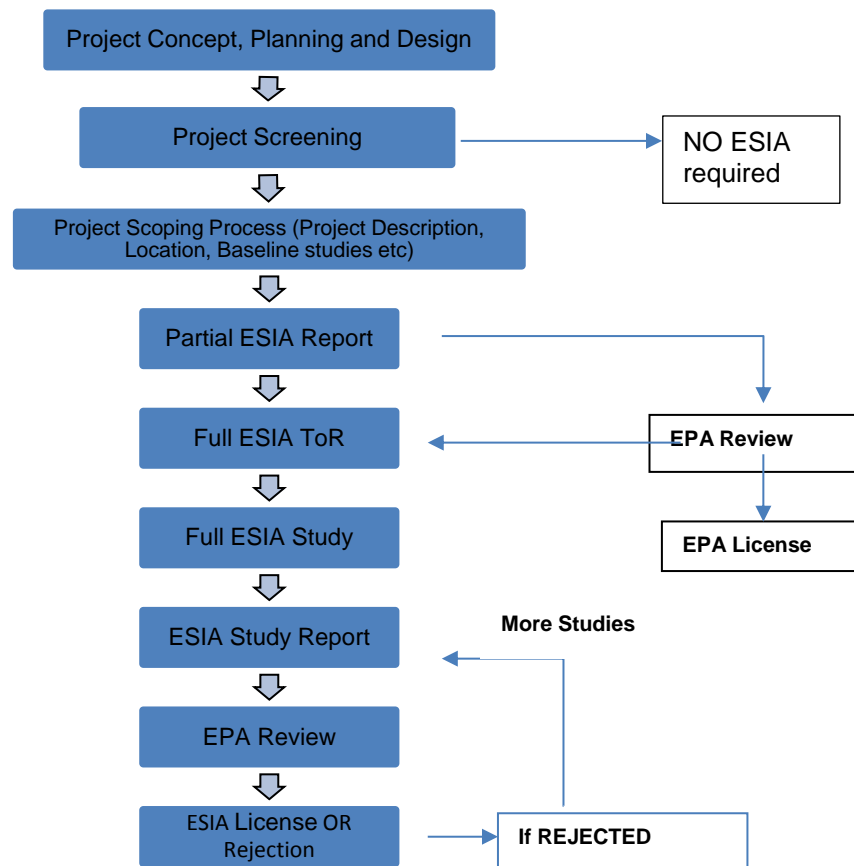 Project Concept, Planning and Design
Project Screening
NO ESIA
required
Project Scoping Process (Project Description,
Location, Baseline studies etc)
Partial ESIA Report
Full ESIA ToR
EPA Review
Full ESIA Study
EPA License
ESIA Study Report
More Studies
EPA Review
ESIA License OR
Rejection
If REJECTED